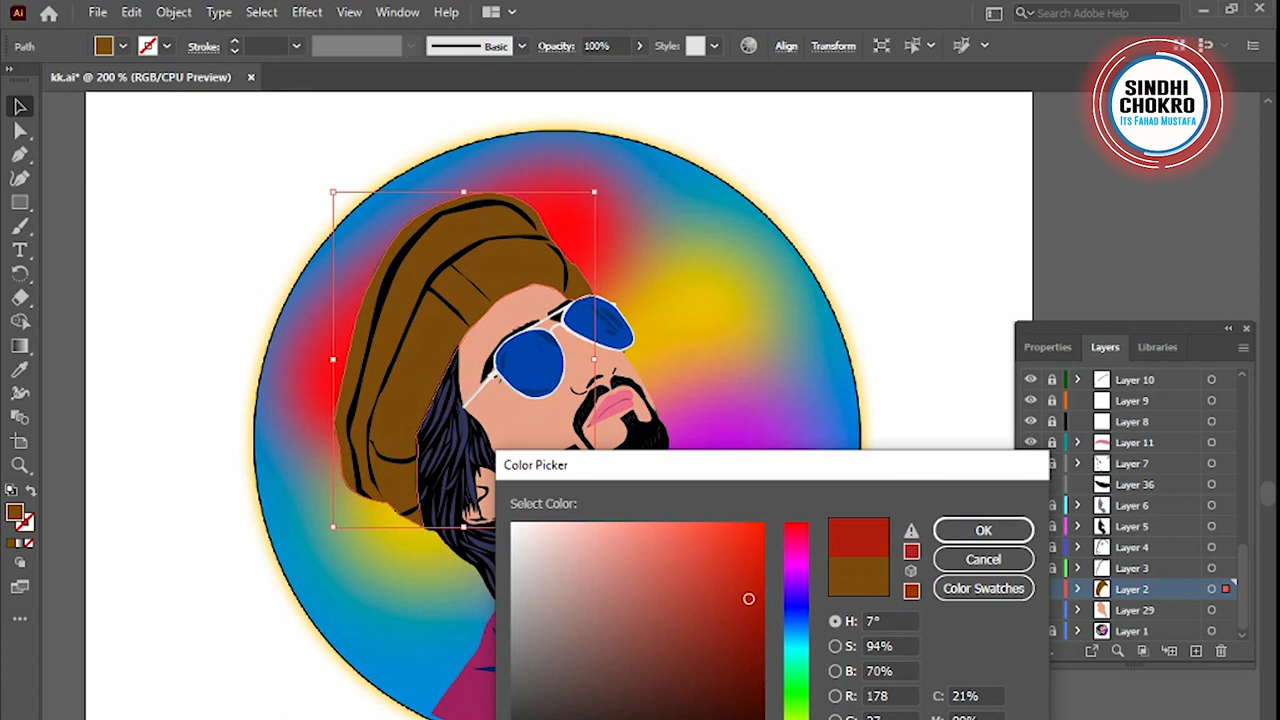 Ai
File Edit Object Type Select Effect View Window Help
Search Adobe Help
Path
Stroke:
Basic
Opacity: 100%
Style:
Align
Transform
kk.ai* @ 200 % (RGB/CPU Preview)
SINDHI
CHOKRO
ITS FAHAD MUSTAFA
Properties Layers Libraries
Layer 10
Layer 9
Layer 8
Layer 11
Layer 7
Layer 36
Layer 6
Layer 5
Layer 4
Layer 3
Layer 2
Layer 29
Layer 1
Color Picker
Select Color:
OK
Cancel
Color Swatches
H: 7°
S: 94%
B: 70%
R: 178 C: 21%